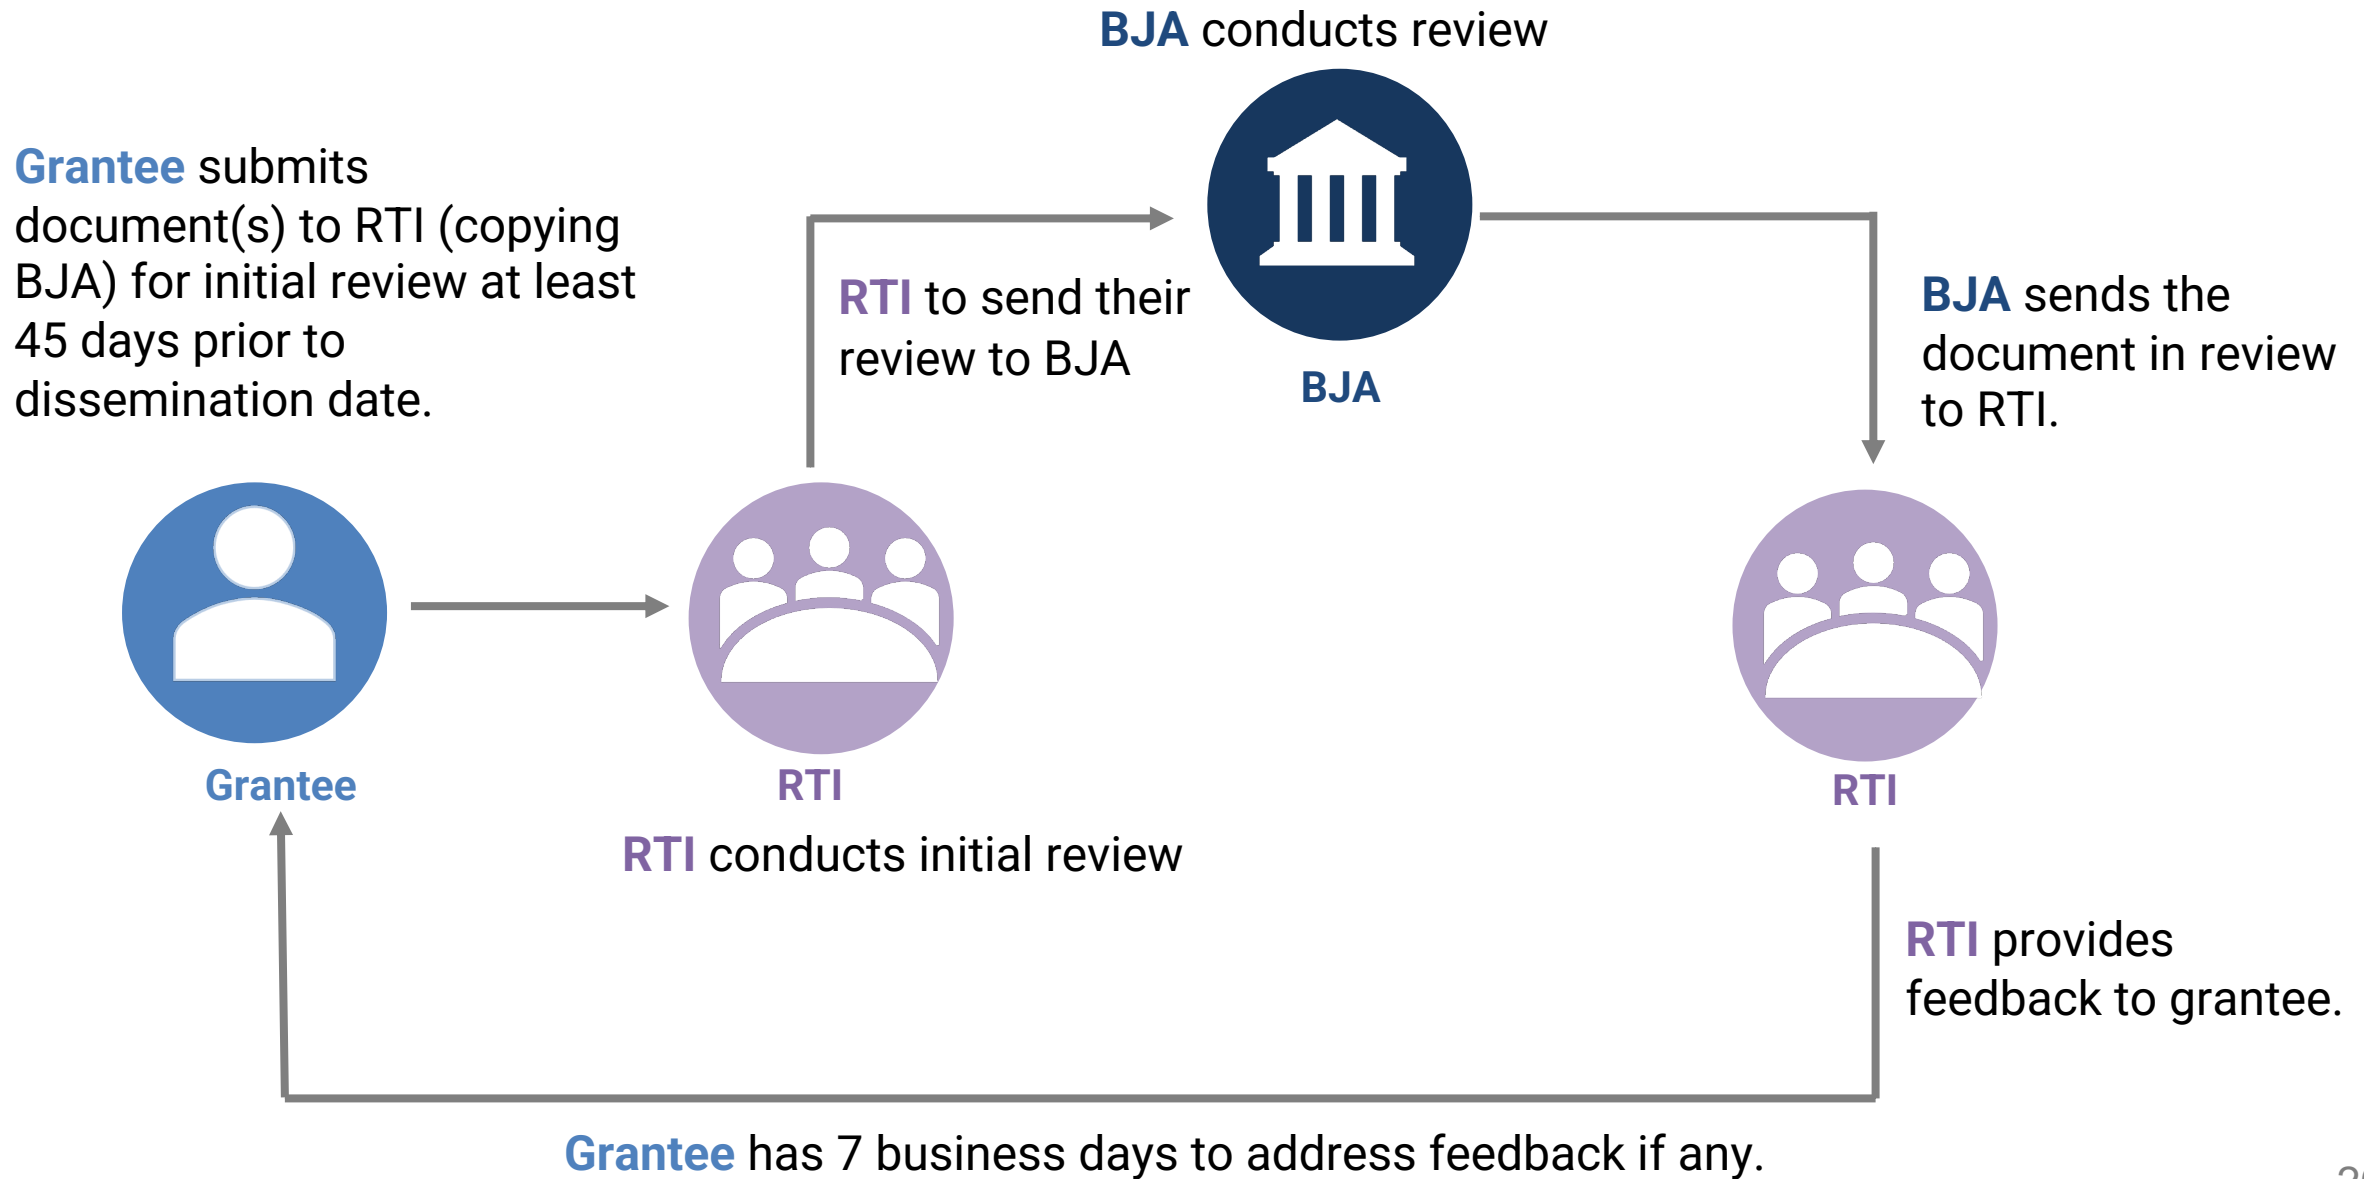 BJA conducts review
Grantee submits
document(s) to RTI (copying
BJA) for initial review at least
45 days prior to
dissemination date.
RTI to send their
review to BJA
BJA
BJA sends the
document in review
to RTI.
Grantee
RTI
RTI
RTI conducts initial review
RTI provides
feedback to grantee.
Grantee has 7 business days to address feedback if any.